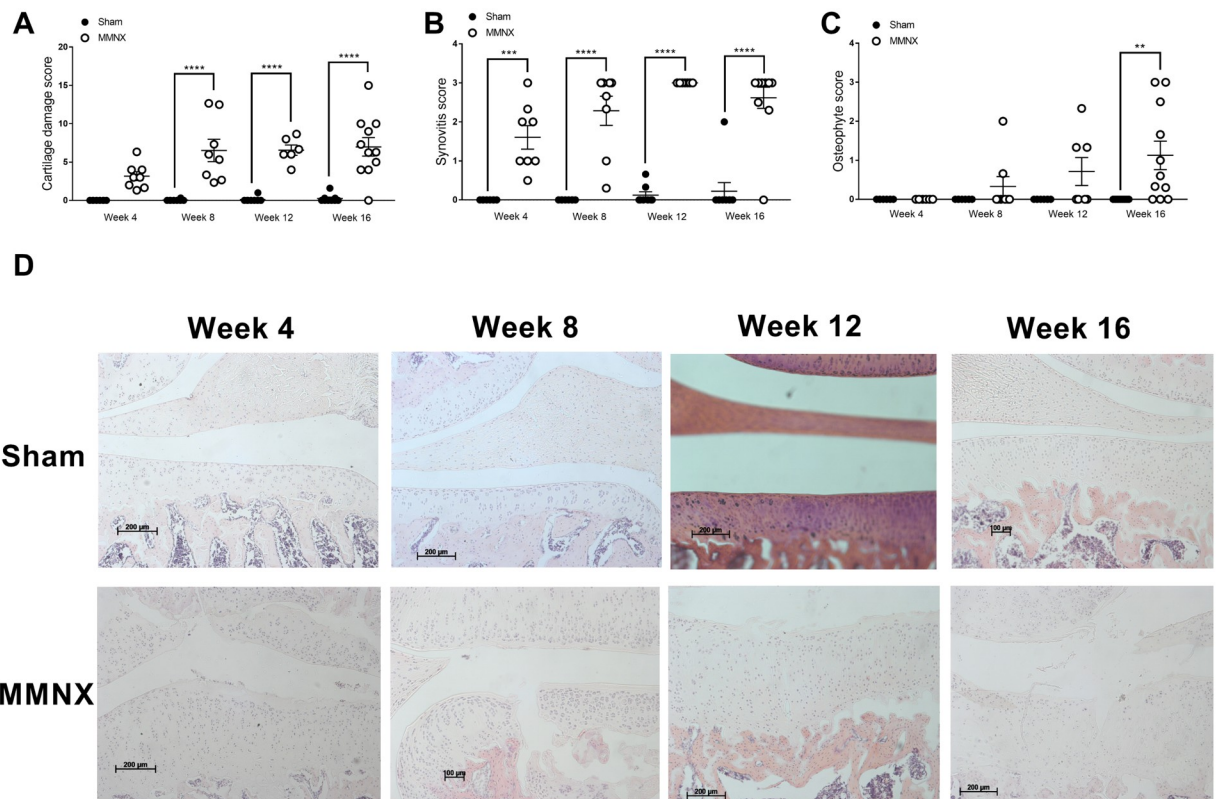 A
Sham
MMNX
Cartilage damage score
20
15
10
5
0
****
****
****
Week 4
Week 8
Week 12
Week 16
B
Sham
MMNX
Synovitis score
4
3
2
1
0
***
****
****
****
Week 4
Week 8
Week 12
Week 16
C
Sham
MMNX
Osteophyte score
4
3
2
1
0
**
Week 4
Week 8
Week 12
Week 16
D
Week 4
Week 8
Week 12
Week 16
Sham
200 µm
200 µm
200 µm
100 µm
MMNX
200 µm
100 µm
200 µm
200 µm